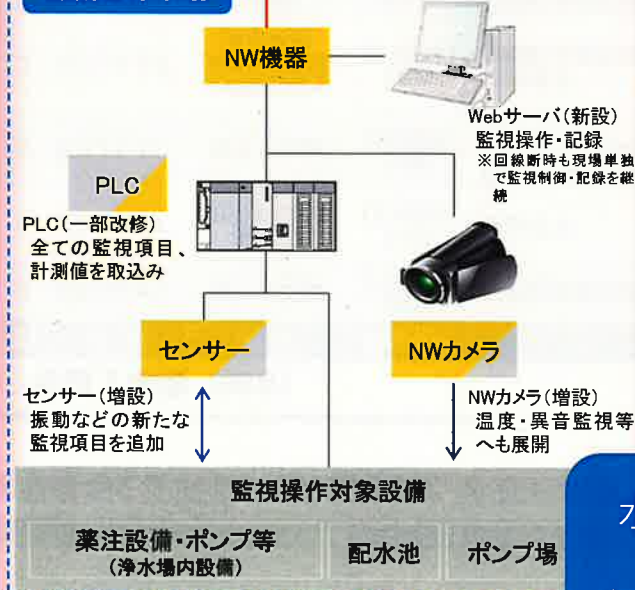 NW機器
Webサーバ(新設)
監視操作・記録
※回線断時も現場単独
で監視制御・記録を継
続
PLC
PLC(一部改修)
全ての監視項目、
計測値を取込み
センサー
NWカメラ
センサー(増設)
振動などの新たな
監視項目を追加
NWカメラ(増設)
温度・異音監視等
へも展開
監視操作対象設備
薬注設備・ポンプ等
(浄水場内設備)
配水池
ポンプ場